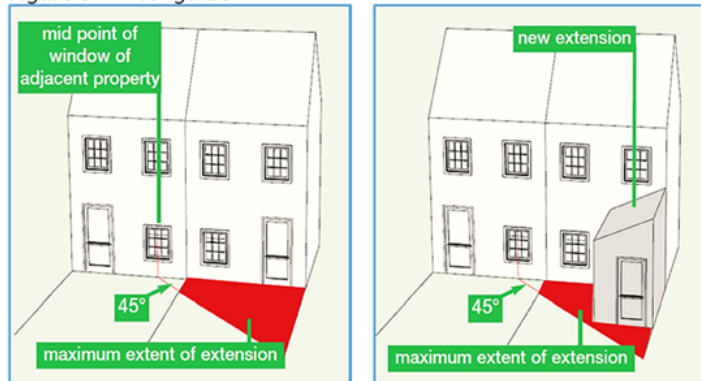 mid point of
window of
adjacent property
45°
maximum extent of extension
new extension
45°
maximum extent of extension